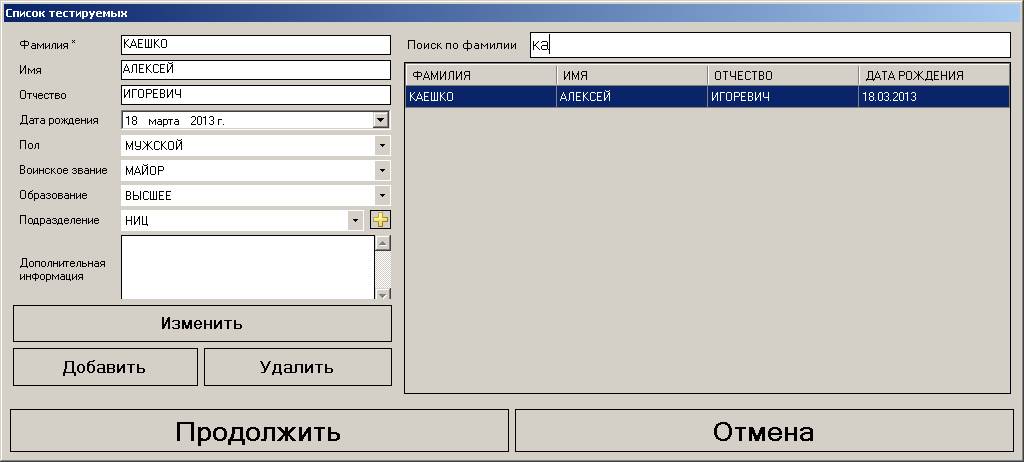 Список тестируемых
Фамилия *
КАЕШКО
Имя
АЛЕКСЕЙ
Отчество
ИГОРЕВИЧ
Дата рождения
18 марта 2013 г.
Пол
МУЖСКОЙ
Воинское звание
МАЙОР
Образование
ВЫСШЕЕ
Подразделение
НИЦ
Дополнительная
информация
Изменить
Добавить
Удалить
Поиск по фамилии
ка
ФАМИЛИЯ ИМЯ ОТЧЕСТВО ДАТА РОЖДЕНИЯ
КАЕШКО АЛЕКСЕЙ ИГОРЕВИЧ 18.03.2013
Продолжить
Отмена